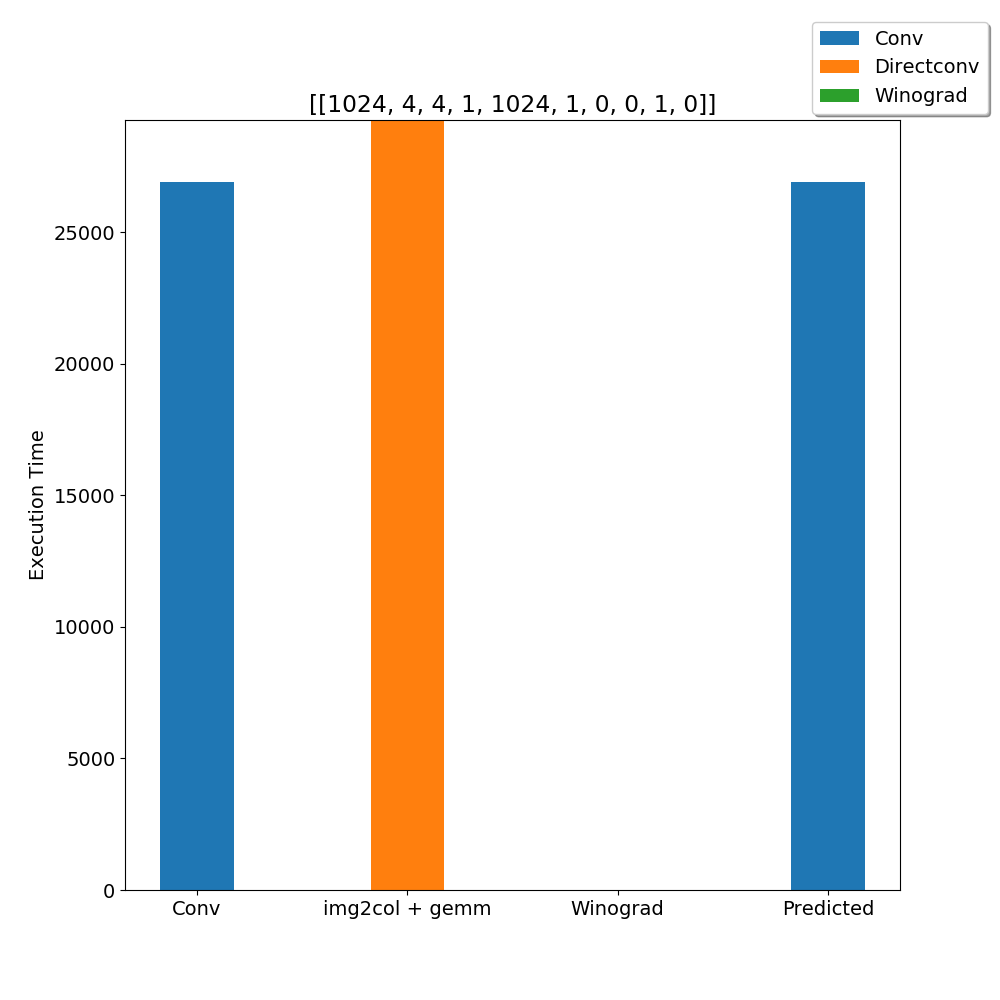 Conv
Directconv
Winograd
[[1024, 4, 4, 1, 1024, 1, 0, 0, 1, 0]]
Execution Time
25000
20000
15000
10000
5000
0
Conv
img2col + gemm
Winograd
Predicted